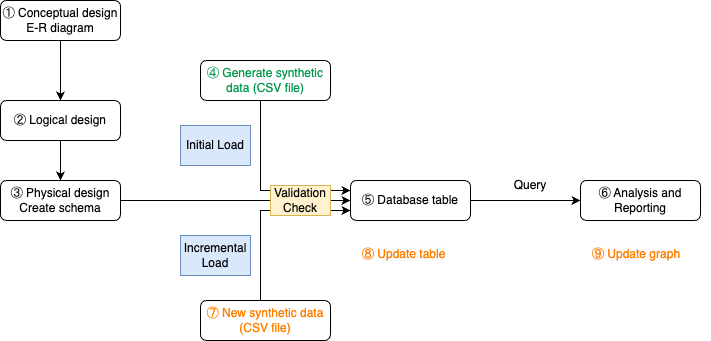 ① Conceptual design
E-R diagram
④ Generate synthetic
data (CSV file)
② Logical design
Initial Load
③ Physical design
Create schema
Validation
Check
⑤ Database table
Query
⑥ Analysis and
Reporting
Incremental
Load
⑧ Update table
⑨ Update graph
⑦ New synthetic data
(CSV file)